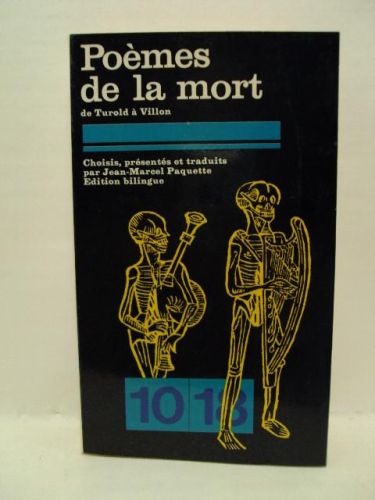 Poèmes
de la mort
de Turold à Villon
Choisis, présentés et traduits
par Jean-Marcel Paquette
Edition bilingue
10 18